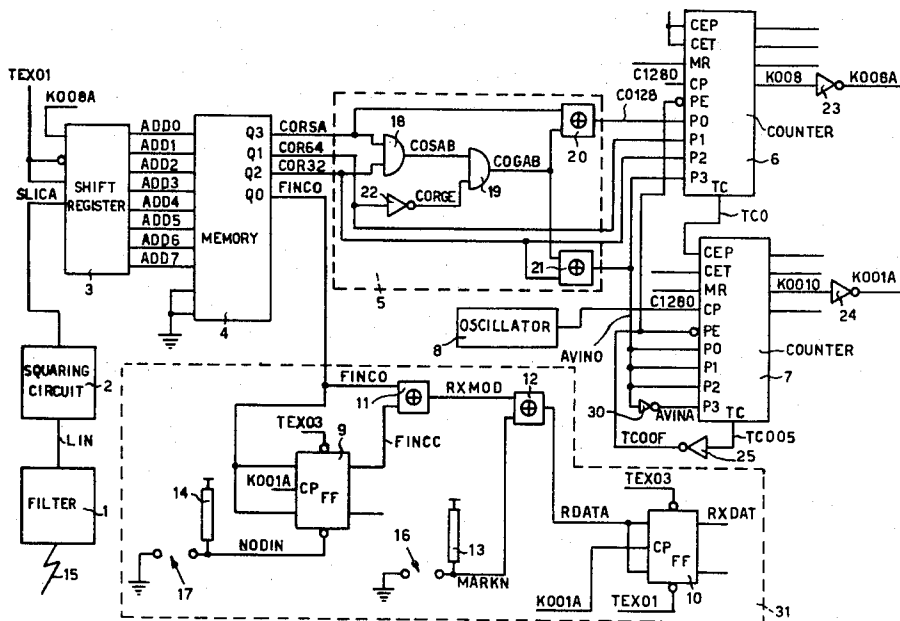 TEX01
K008A
SLICA
SHIFT
REGISTER
3
ADD0
ADD1
ADD2
ADD3
ADD4
ADD5
ADD6
ADD7
MEMORY
4
Q3
Q1
Q2
Q0
CORSA
COR64
COR32
FINCO
18
COSAB
22
CORGE
19
COGAB
20
21
5
C0128
C1280
CEP
CET
MR
CP
PE
P0
P1
P2
P3
TC
COUNTER
6
K008
23
K008A
TC0
CEP
CET
MR
CP
PE
P0
P1
P2
P3
TC
COUNTER
7
C1280
K0010
24
K001A
OSCILLATOR
8
AVINO
30
AVINA
TC00F
25
TC005
SQUARING
CIRCUIT
2
LIN
FILTER
1
15
FINCO
11
RXMOD
12
TEX03
9
FINCC
K001A
CP
FF
14
NODIN
17
16
13
MARKN
RDATA
TEX03
RXDAT
CP
FF
10
K001A
TEX01
31